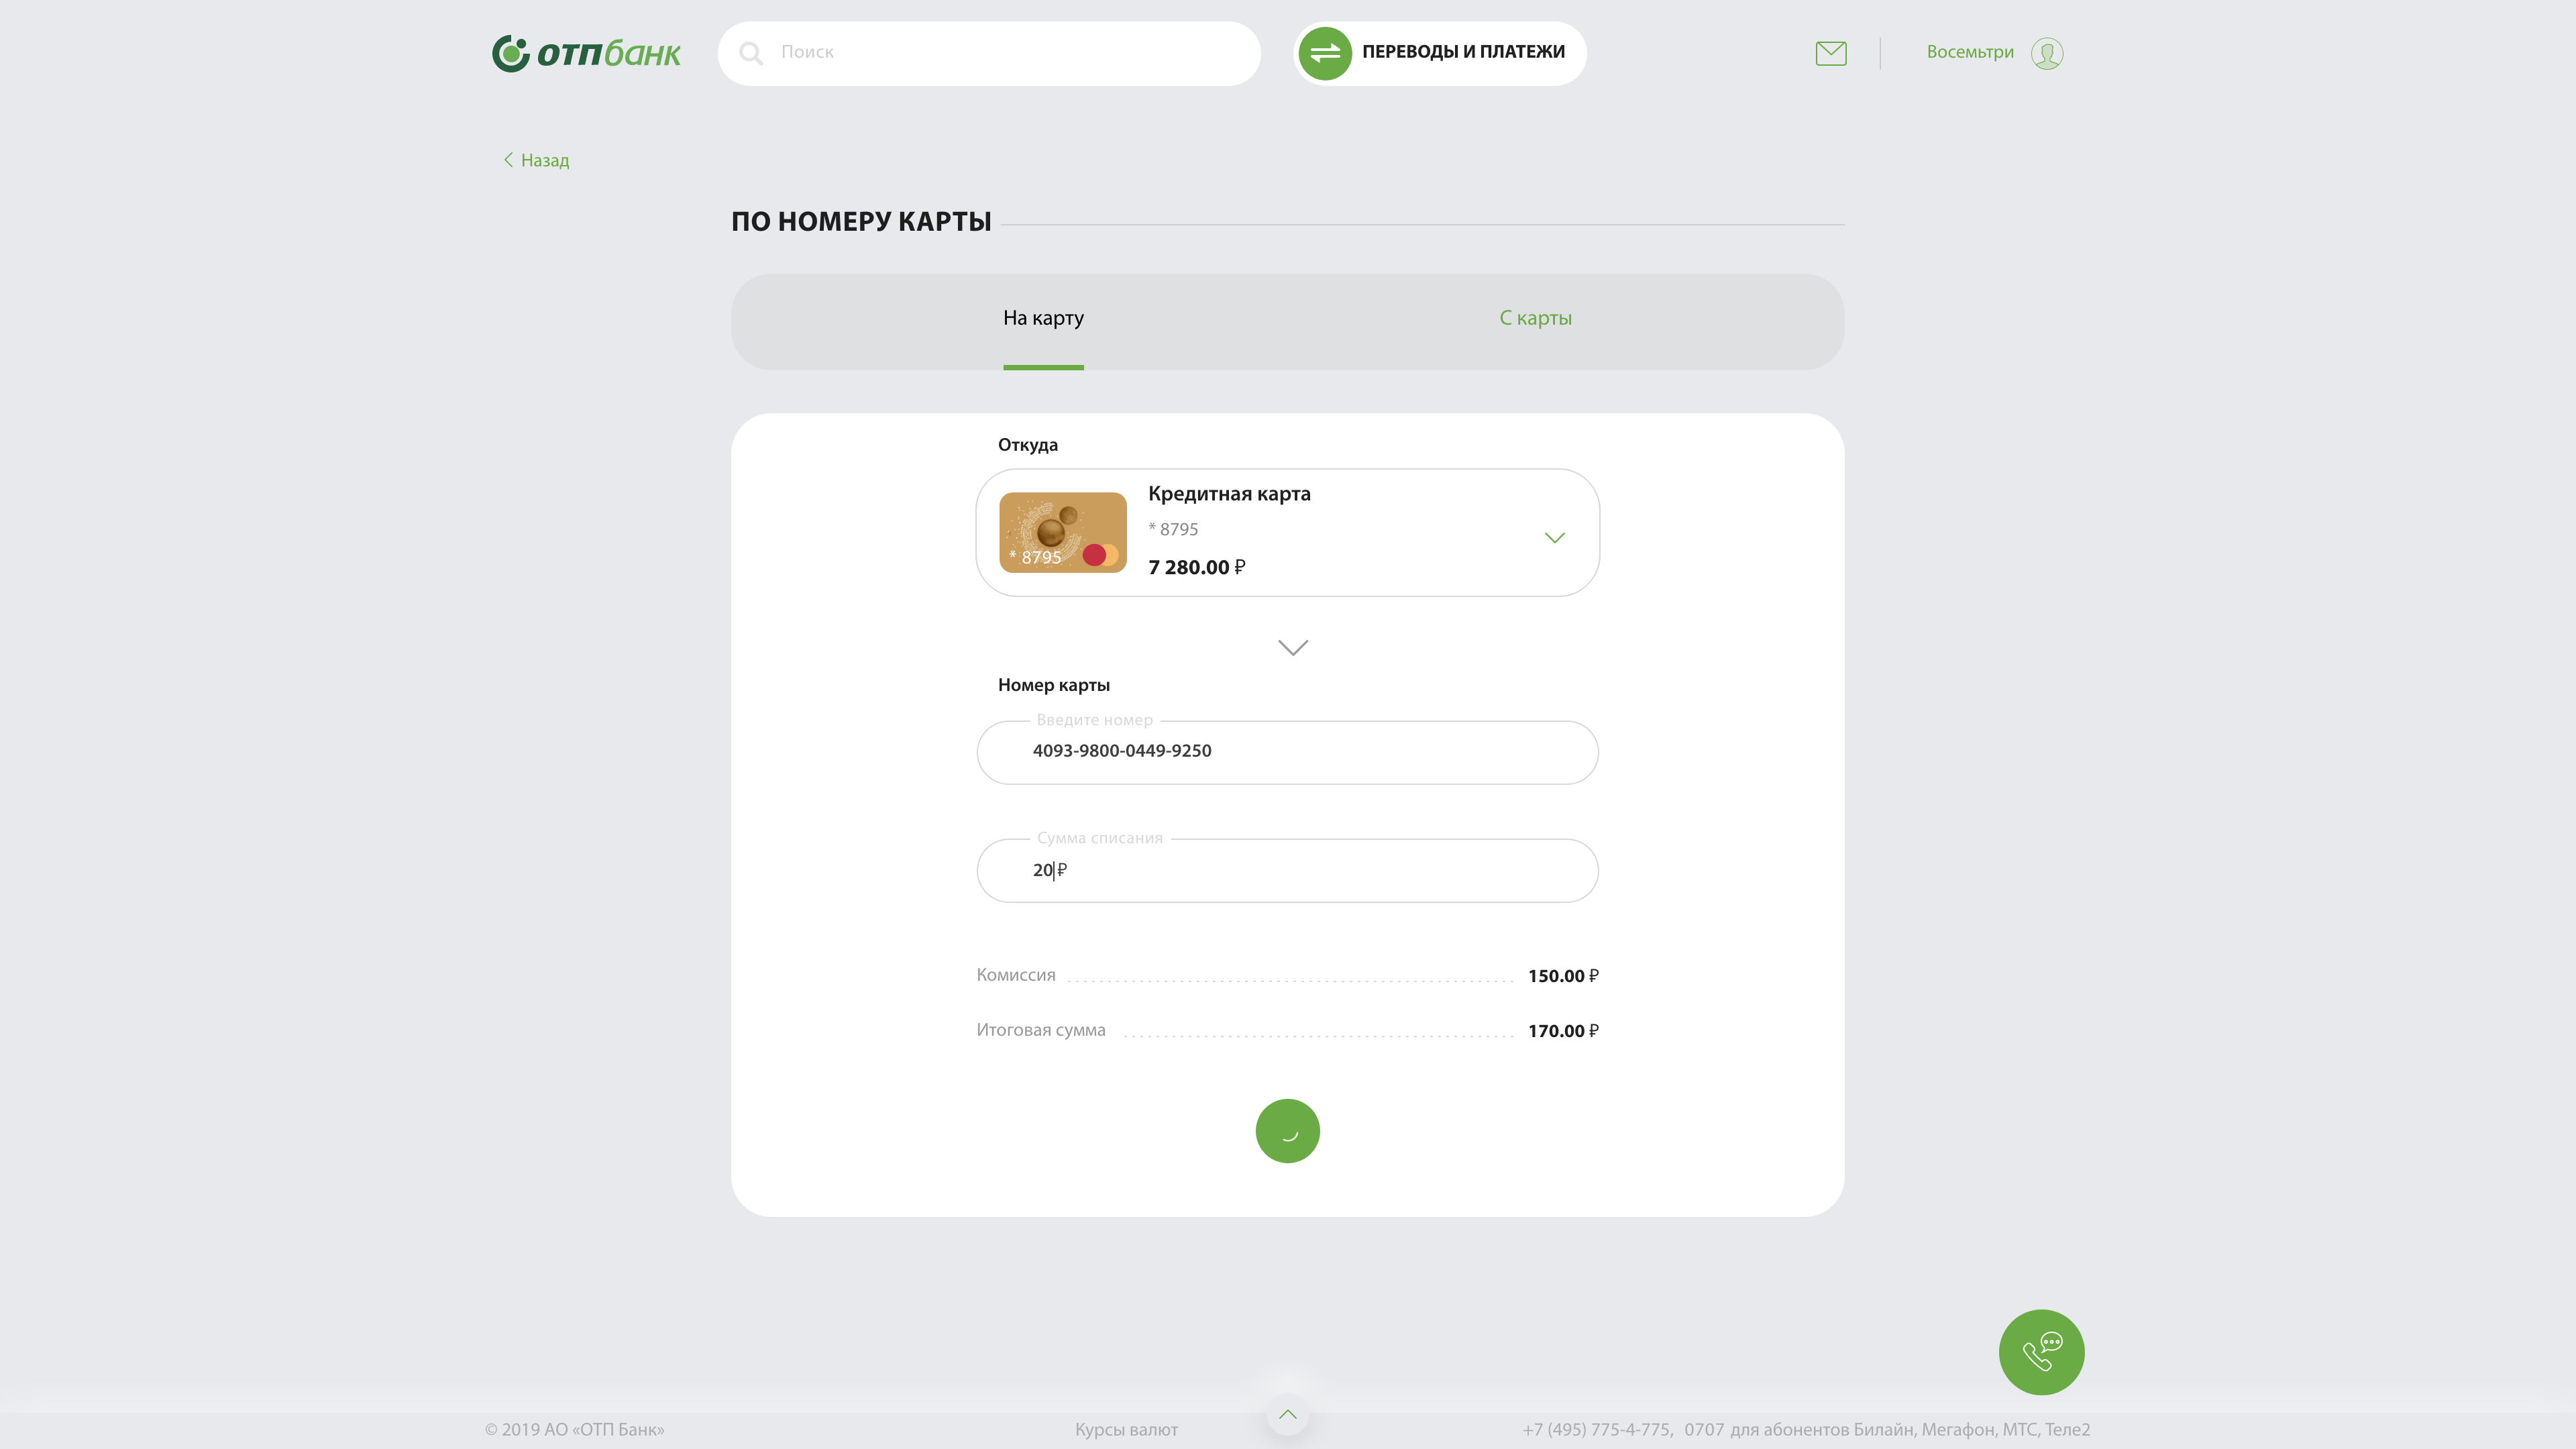 отпбанк
Поиск
ПЕРЕВОДЫ И ПЛАТЕЖИ
Восемьтри
Назад
ПО НОМЕРУ КАРТЫ
На карту
С карты
Откуда
Кредитная карта
* 8795
* 8795
7 280.00 ₽
Номер карты
Введите номер
4093-9800-0449-9250
Сумма списания
20 ₽
Комиссия 150.00 ₽
Итоговая сумма 170.00 ₽
© 2019 АО «ОТП Банк»
Курсы валют
+7 (495) 775-4-775, 0707 для абонентов Билайн, Мегафон, МТС, Теле2